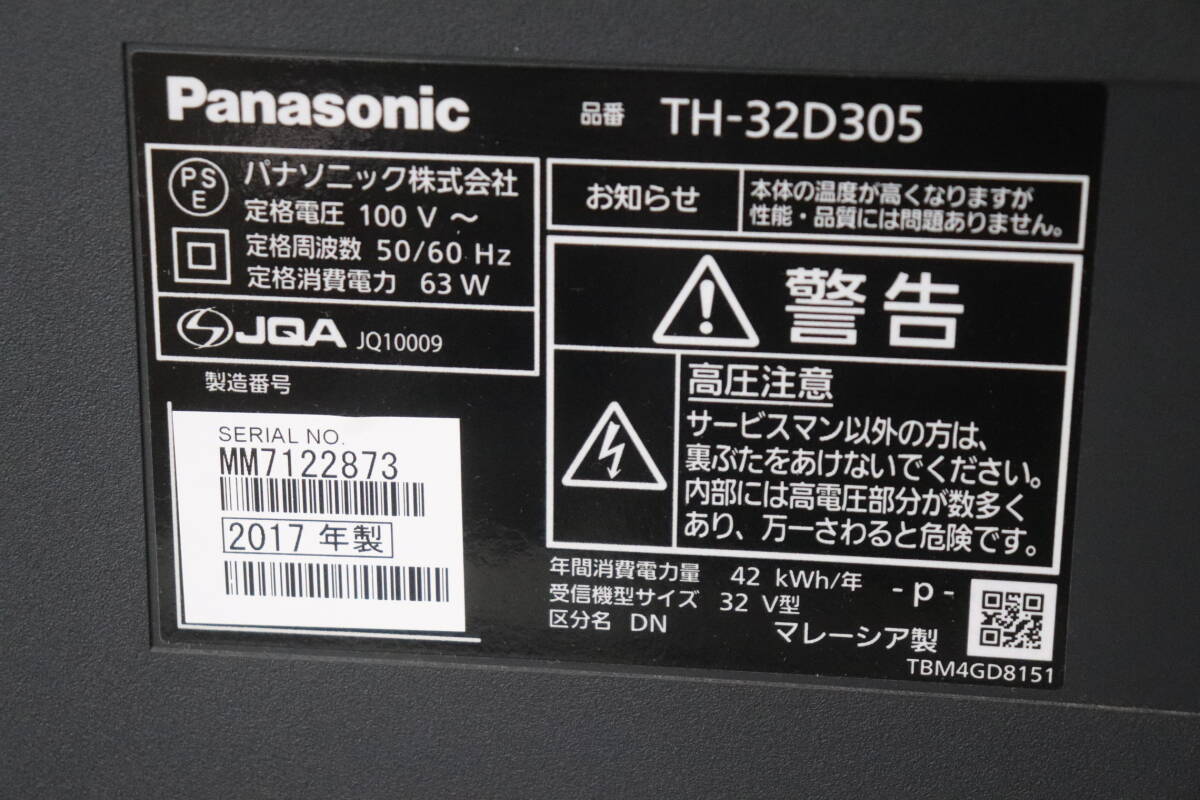 Panasonic
品番 TH-32D305
PS
E
パナソニック株式会社
定格電圧 100 V ～
定格周波数 50/60 Hz
定格消費電力 63 W
JQA JQ10009
製造番号
SERIAL NO.
MM7122873
2017 年製
お知らせ
本体の温度が高くなりますが
性能・品質には問題ありません。
警告
高圧注意
サービスマン以外の方は、
裏ぶたをあけないでください。
内部には高電圧部分が数多く
あり、万一さわると危険です。
年間消費電力量 42 kWh/年 - p -
受信機型サイズ 32 V型
区分名 DN
マレーシア製
TBM4GD8151